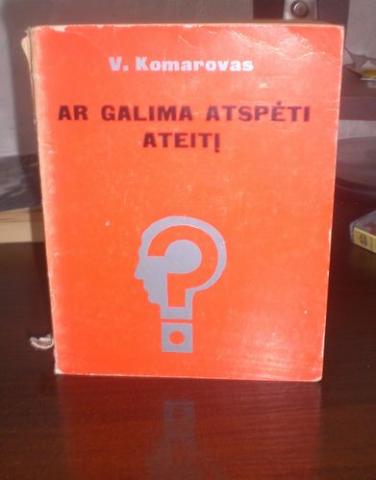 V. Komarovas
AR GALIMA ATSPĖTI
ATEITĮ